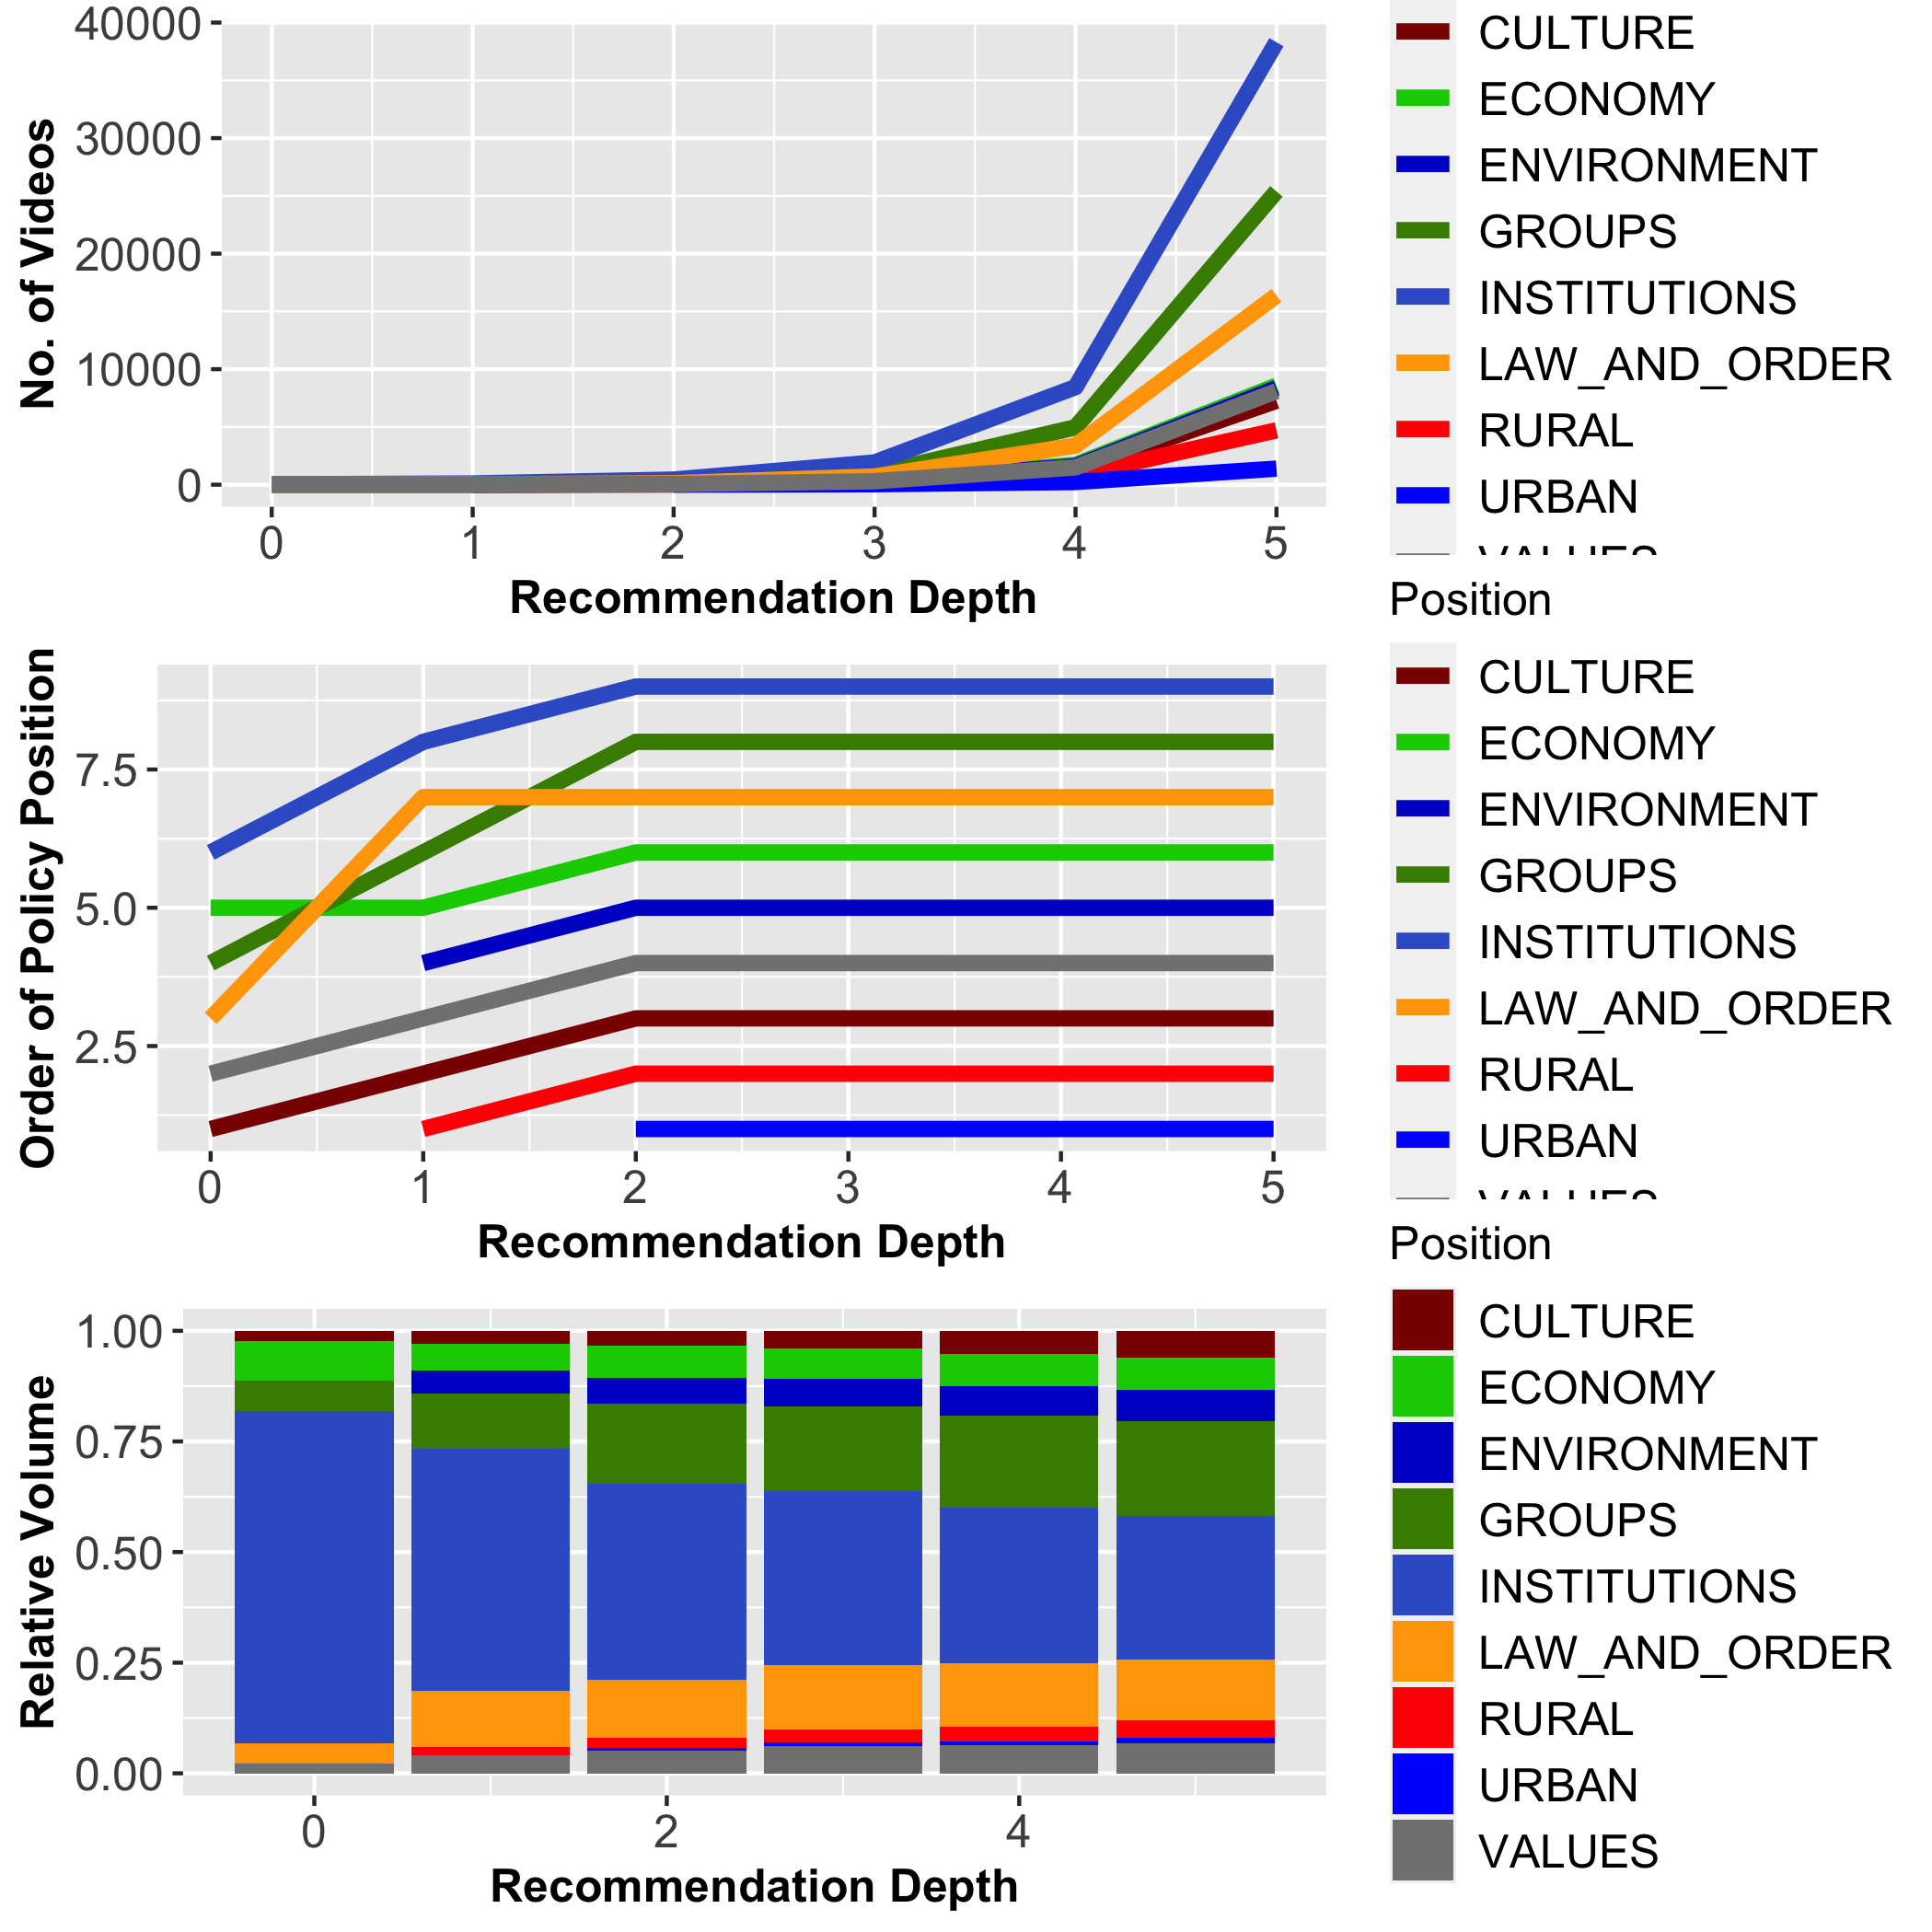 40000
30000
20000
10000
0
No. of Videos
0 1 2 3 4 5
Recommendation Depth
CULTURE
ECONOMY
ENVIRONMENT
GROUPS
INSTITUTIONS
LAW_AND_ORDER
RURAL
URBAN
VALUES
Position
7.5
5.0
2.5
Order of Policy Position
0 1 2 3 4 5
Recommendation Depth
CULTURE
ECONOMY
ENVIRONMENT
GROUPS
INSTITUTIONS
LAW_AND_ORDER
RURAL
URBAN
VALUES
Position
1.00
0.75
0.50
0.25
0.00
Relative Volume
0 2 4
Recommendation Depth
CULTURE
ECONOMY
ENVIRONMENT
GROUPS
INSTITUTIONS
LAW_AND_ORDER
RURAL
URBAN
VALUES